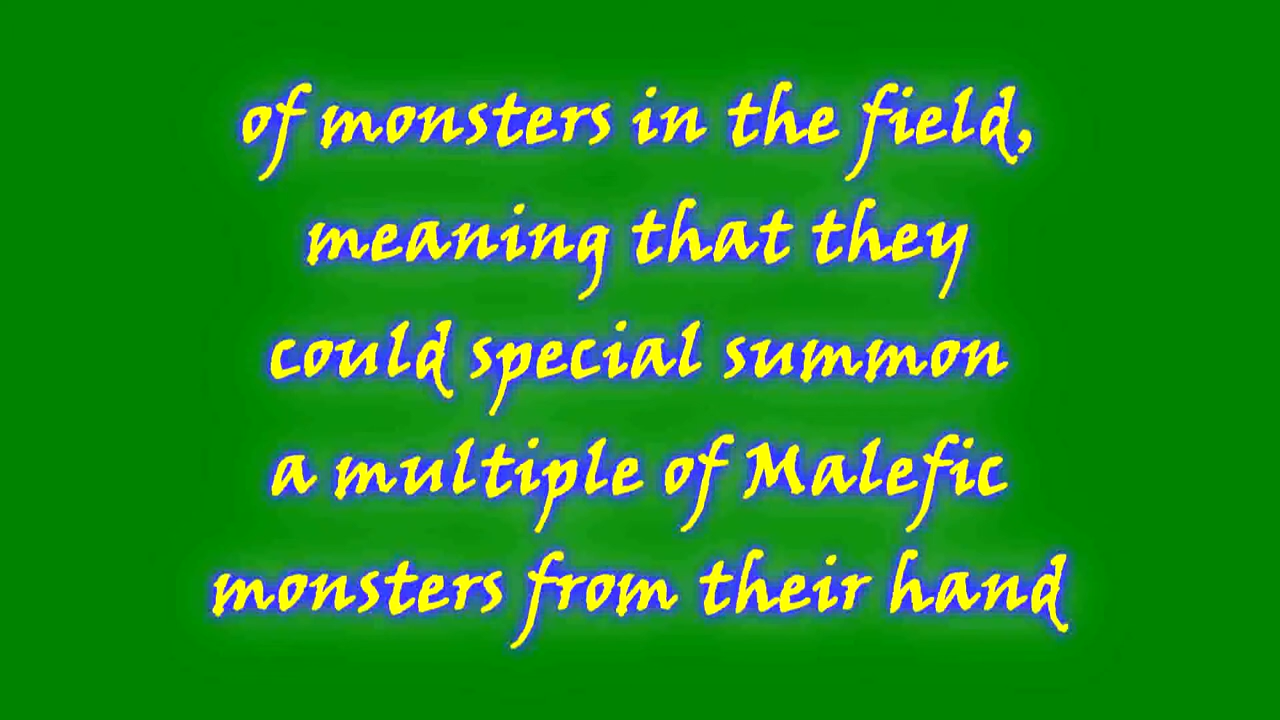 of monsters in the field,
meaning that they
could special summon
a multiple of Malefic
monsters from their hand